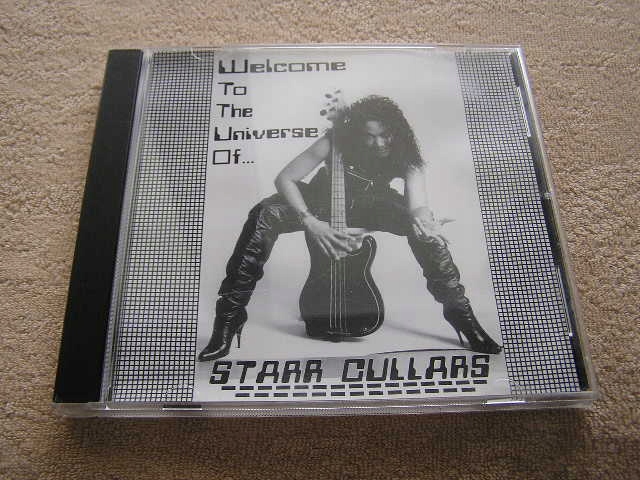 Welcome
To
The
Universe
Of...
STARR CULLARS